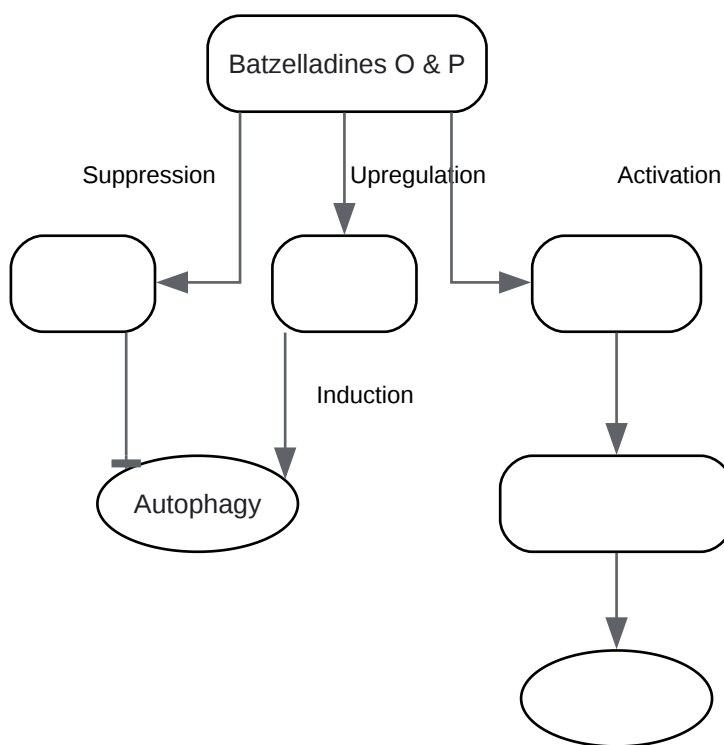 Batzelladines O & P
Suppression
Upregulation
Activation
Induction
Autophagy